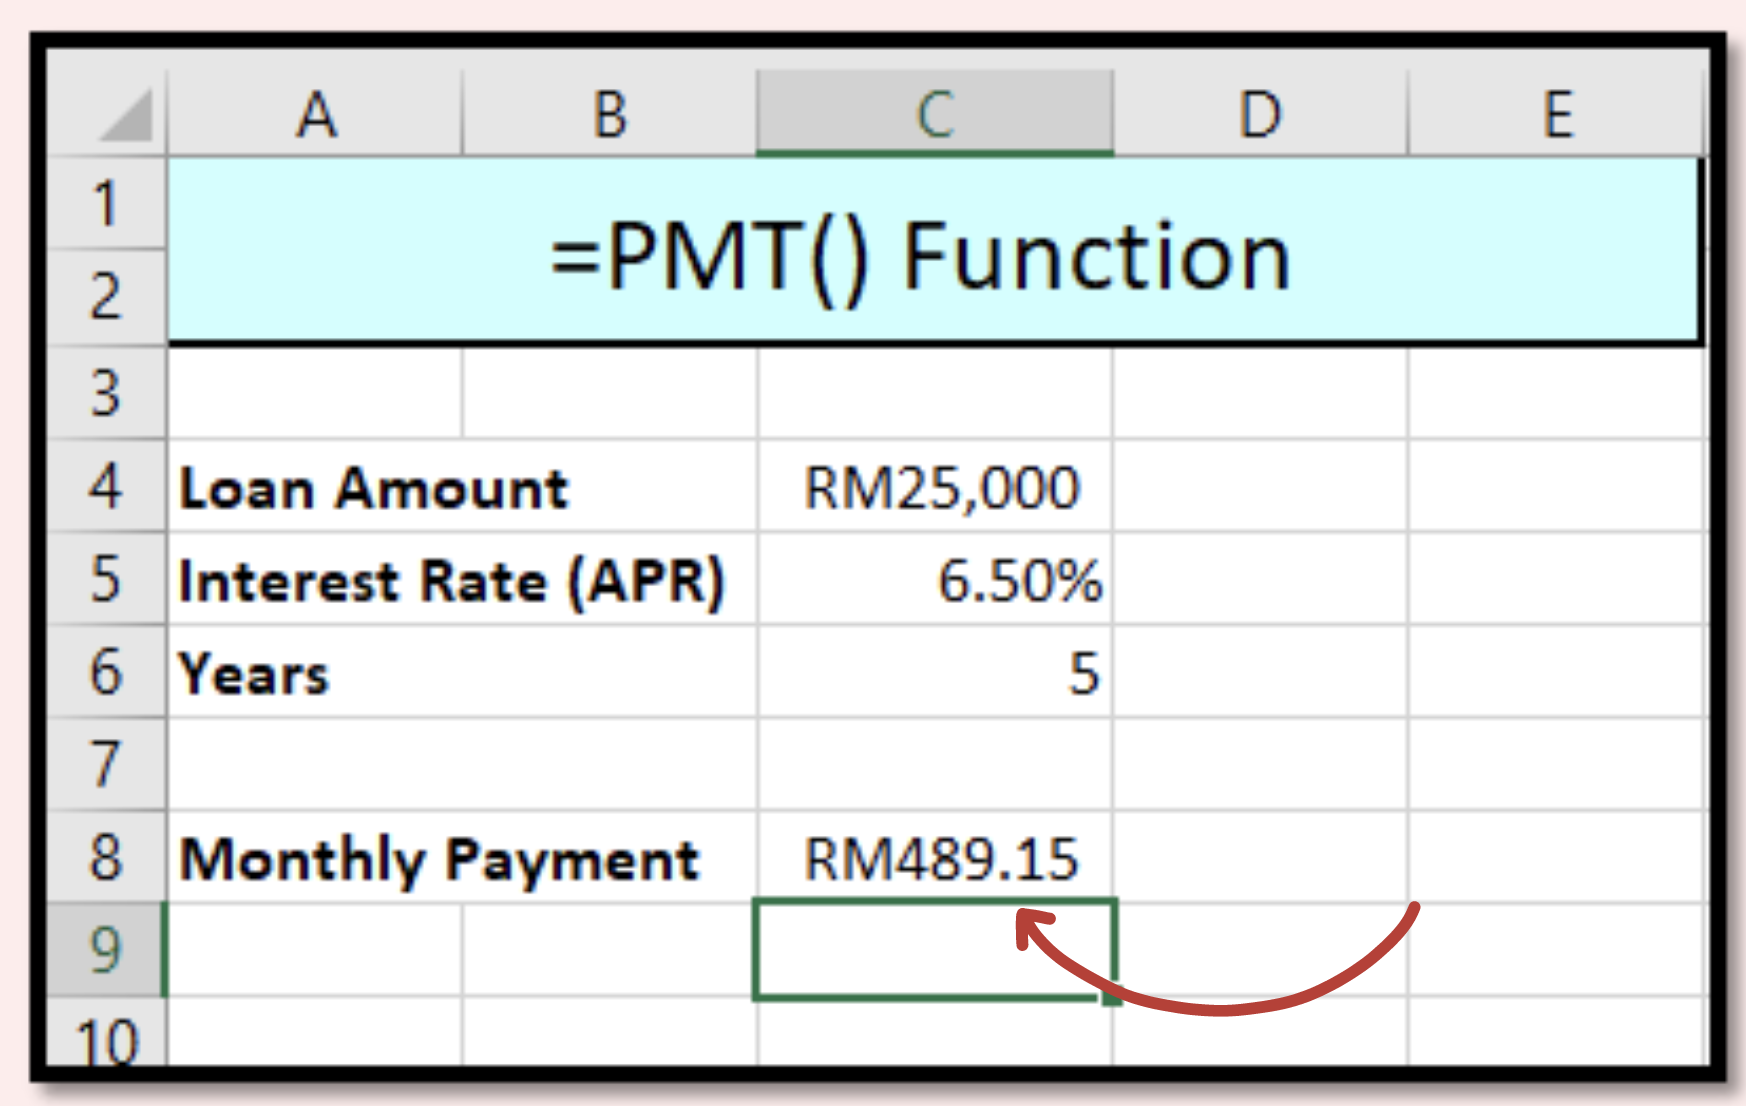 A B C D E
1 =PMT() Function
2
3
4 Loan Amount RM25,000
5 Interest Rate (APR) 6.50%
6 Years 5
7
8 Monthly Payment RM489.15
9
10